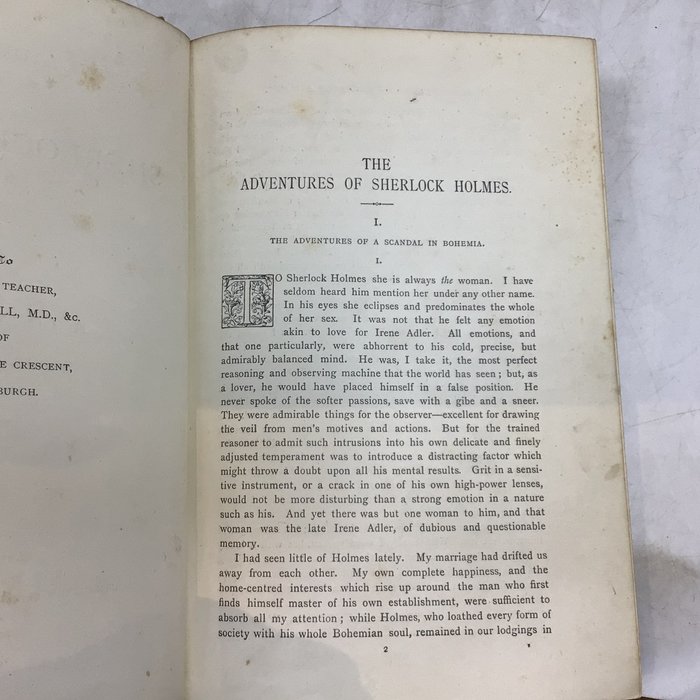 To
TEACHER,
LL, M.D., &c.
OF
E CRESCENT,
BURGH.
THE
ADVENTURES OF SHERLOCK HOLMES.
I.
THE ADVENTURES OF A SCANDAL IN BOHEMIA.
I.
TO Sherlock Holmes she is always the woman. I have
seldom heard him mention her under any other name.
In his eyes she eclipses and predominates the whole
of her sex. It was not that he felt any emotion
akin to love for Irene Adler. All emotions, and
that one particularly, were abhorrent to his cold, precise, but
admirably balanced mind. He was, I take it, the most perfect
reasoning and observing machine that the world has seen; but, as
a lover, he would have placed himself in a false position. He
never spoke of the softer passions, save with a gibe and a sneer.
They were admirable things for the observer—excellent for drawing
the veil from men's motives and actions. But for the trained
reasoner to admit such intrusions into his own delicate and finely
adjusted temperament was to introduce a distracting factor which
might throw a doubt upon all his mental results. Grit in a sensi-
tive instrument, or a crack in one of his own high-power lenses,
would not be more disturbing than a strong emotion in a nature
such as his. And yet there was but one woman to him, and that
woman was the late Irene Adler, of dubious and questionable
memory.
I had seen little of Holmes lately. My marriage had drifted us
away from each other. My own complete happiness, and the
home-centred interests which rise up around the man who first
finds himself master of his own establishment, were sufficient to
absorb all my attention; while Holmes, who loathed every form of
society with his whole Bohemian soul, remained in our lodgings in
2 1